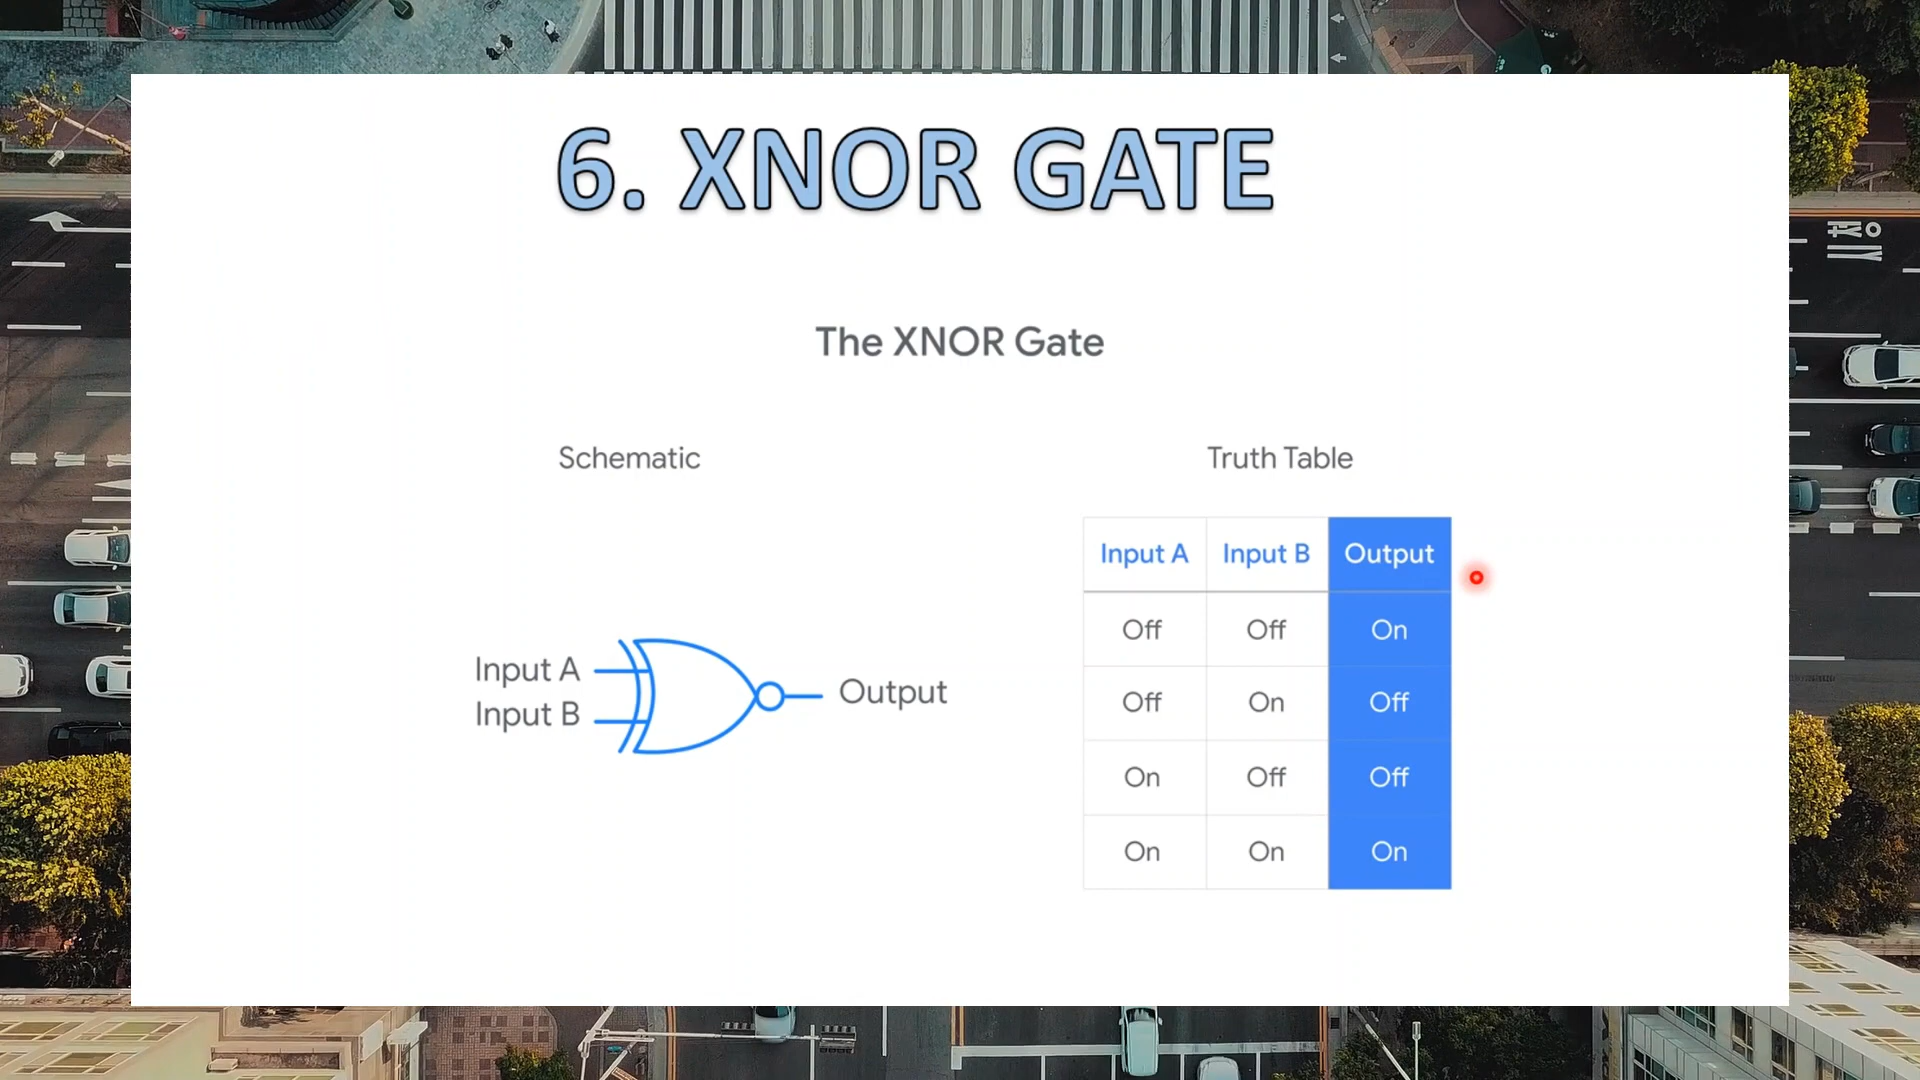 6. XNOR GATE
The XNOR Gate
Schematic
Truth Table
Input A
Input B
Output
Input A Input B Output
Off Off On
Off On Off
On Off Off
On On On